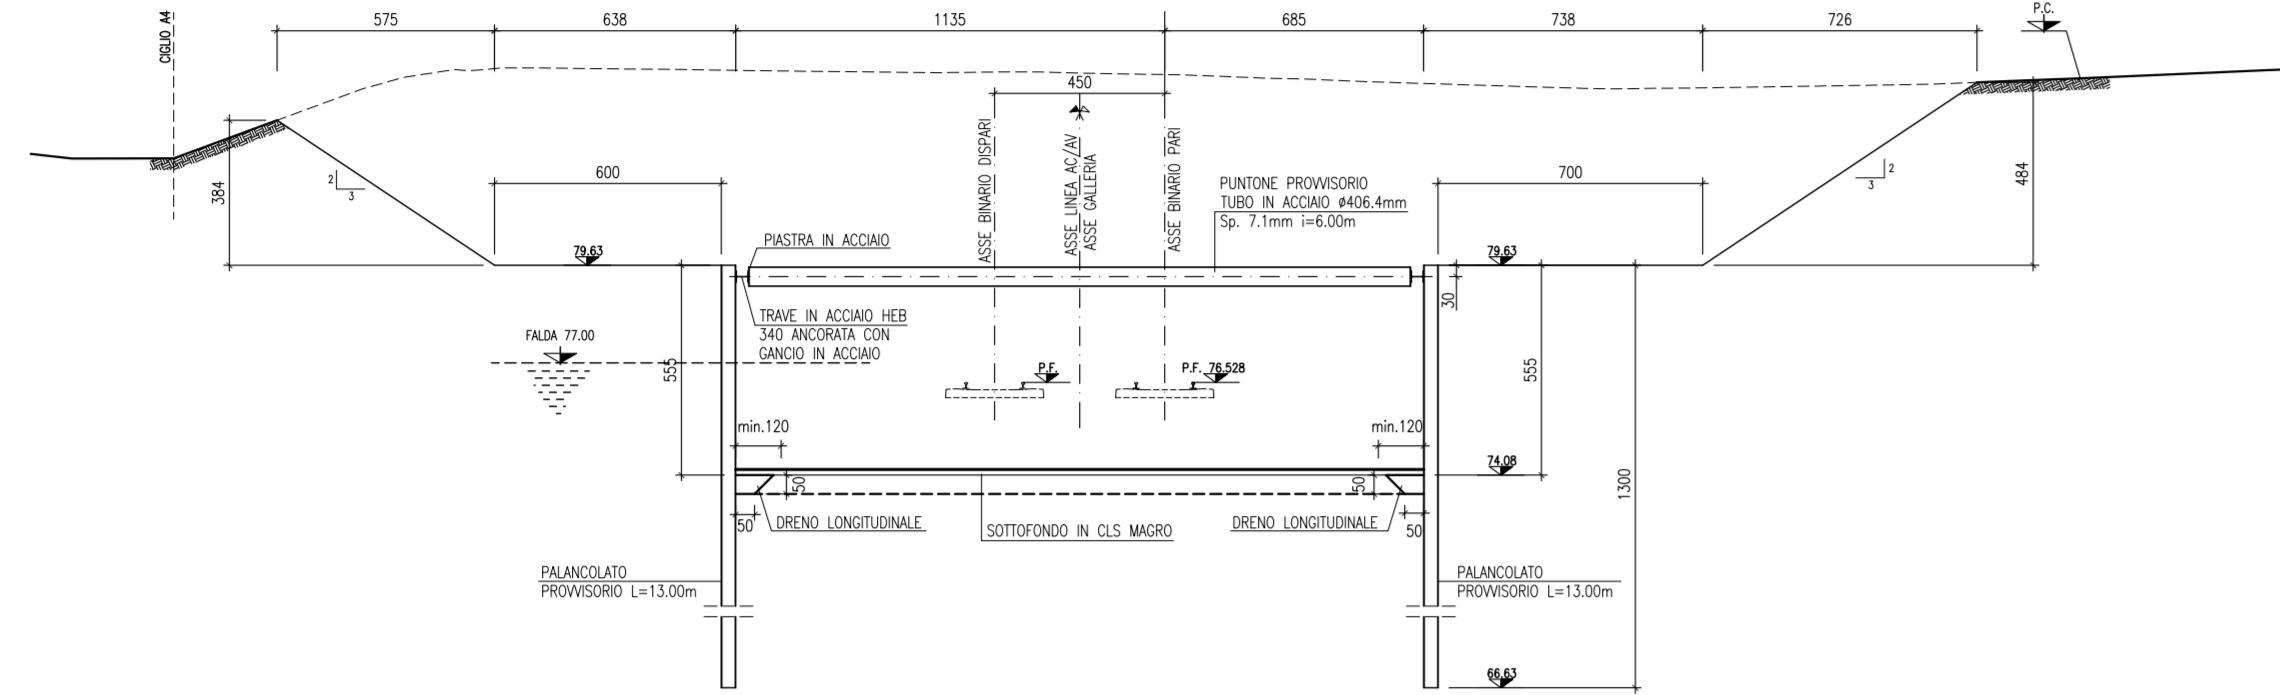 575
638
1135
685
738
726
P.C.
CIGLIO A4
450
384
2
3
600
ASSE BINARIO DISPARI
ASSE LINEA AC/AV
ASSE GALLERIA
ASSE BINARIO PARI
PUNTONE PROVVISORIO
TUBO IN ACCIAIO ø406.4mm
Sp. 7.1mm i=6.00m
700
3
2
484
PIASTRA IN ACCIAIO
79.63
79.63
30
TRAVE IN ACCIAIO HEB
340 ANCORATA CON
GANCIO IN ACCIAIO
FALDA 77.00
555
P.F.
P.F. 76.528
555
min.120
min.120
74.08
50
50
1300
50
DRENO LONGITUDINALE
SOTTOFONDO IN CLS MAGRO
DRENO LONGITUDINALE
50
PALANCOLATO
PROVVISORIO L=13.00m
PALANCOLATO
PROVVISORIO L=13.00m
66.63